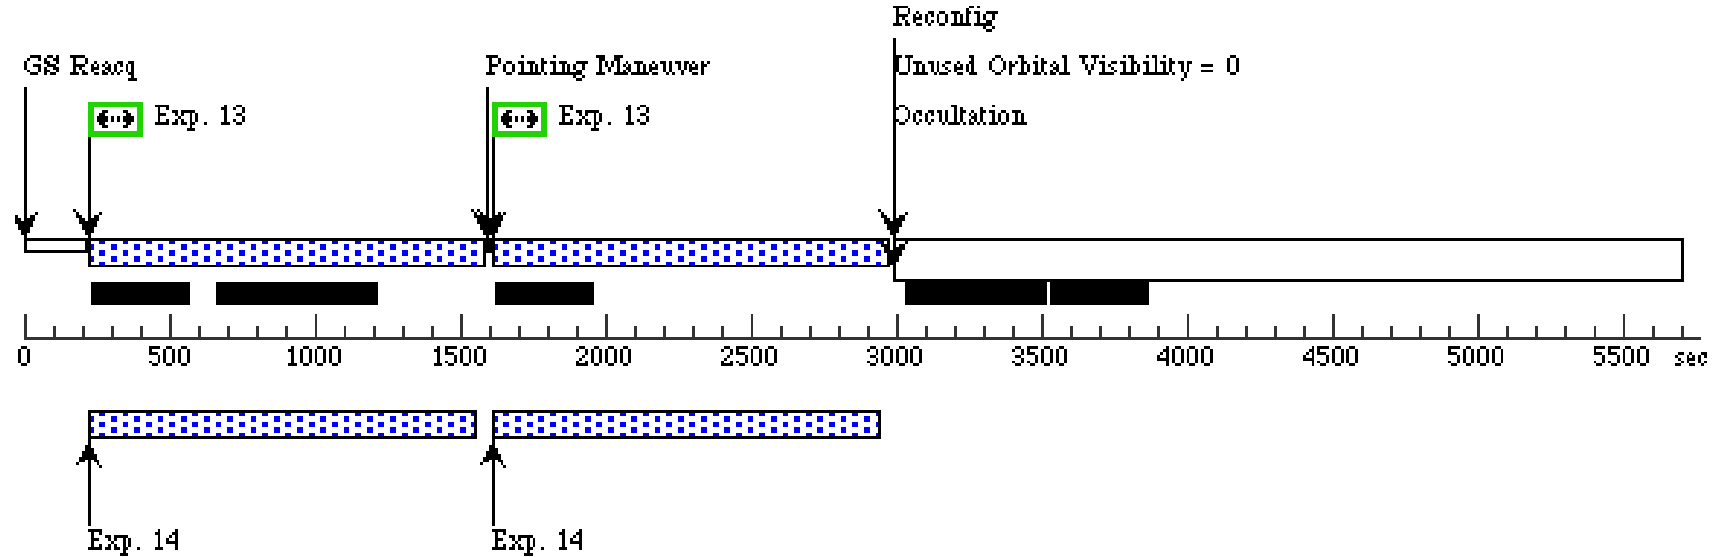 Reconfig
GS Reacq
Pointing Maneuver
Unused Orbital Visibility = 0
Exp. 13
Exp. 13
Occultation
0 500 1000 1500 2000 2500 3000 3500 4000 4500 5000 5500 sec
Exp. 14
Exp. 14